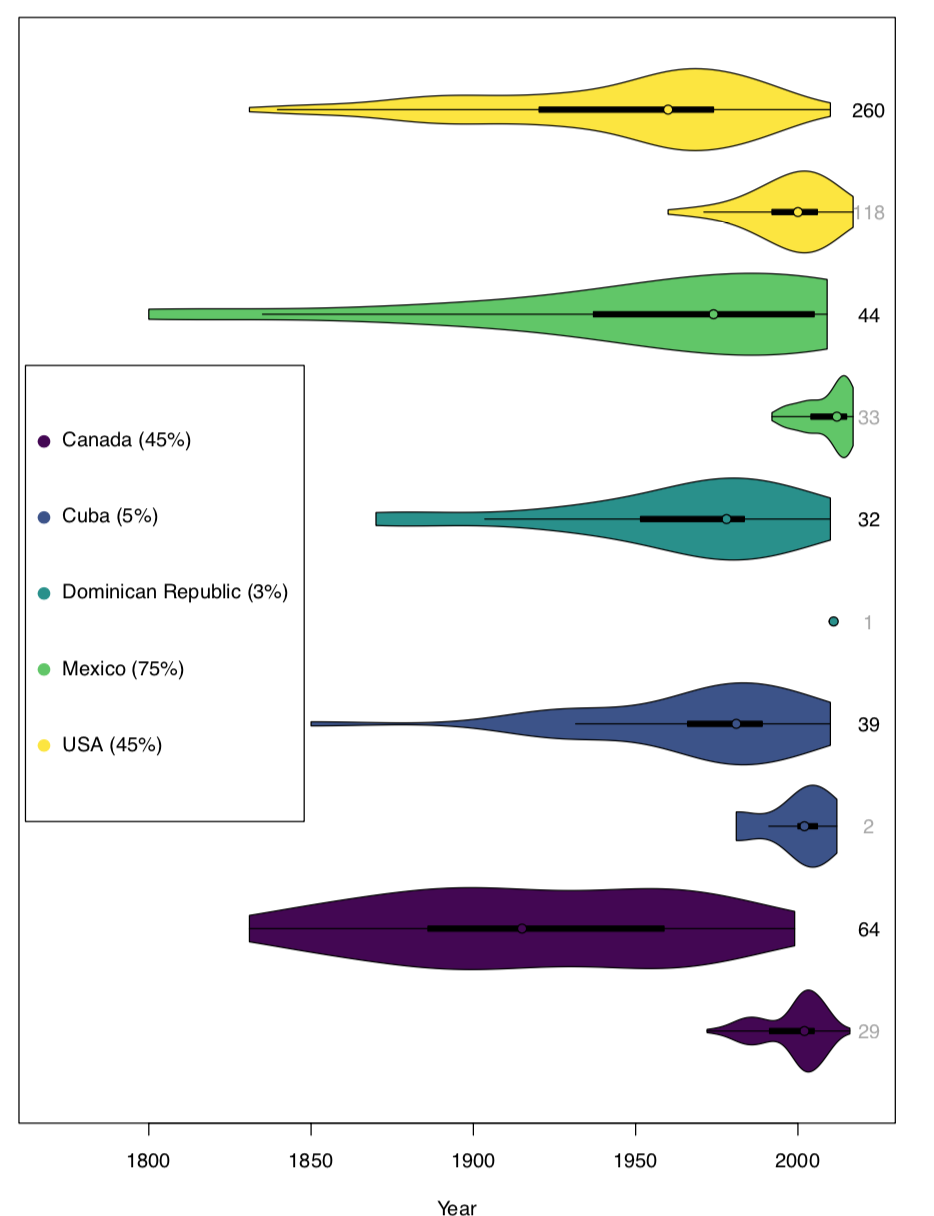 260
118
44
33
Canada (45%)
Cuba (5%)
32
Dominican Republic (3%)
1
Mexico (75%)
39
USA (45%)
2
64
29
1800 1850 1900 1950 2000
Year